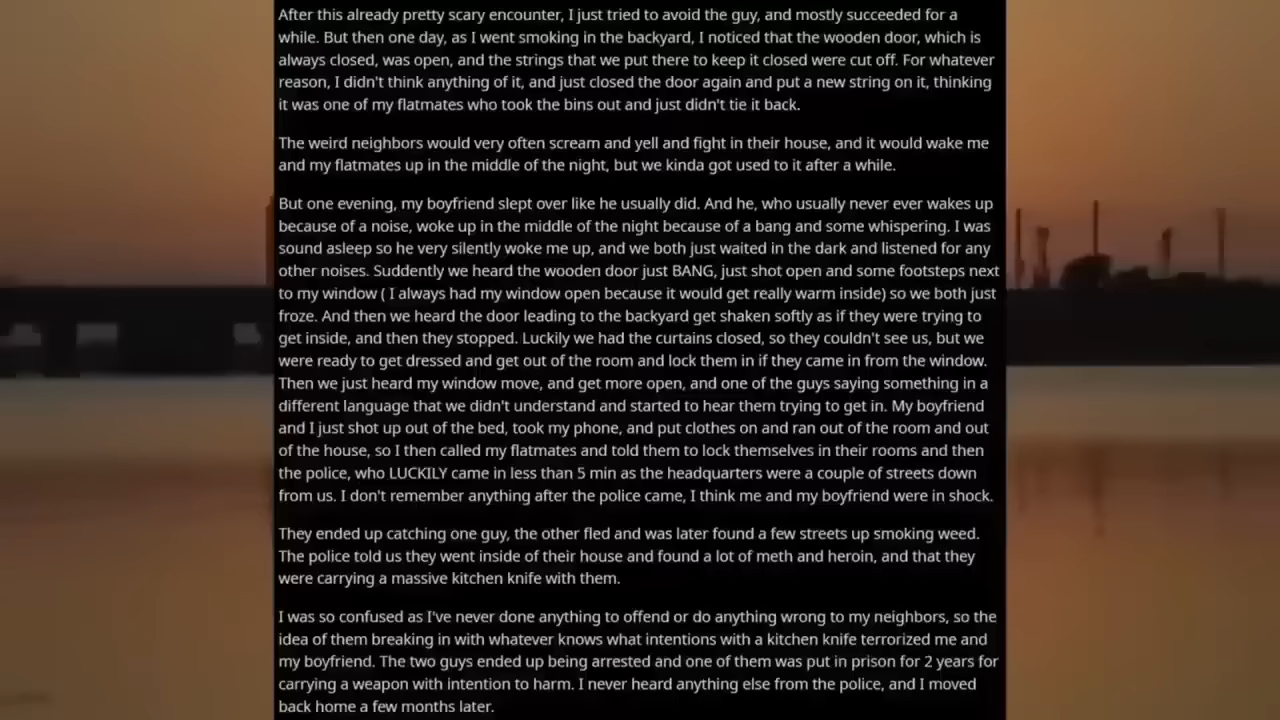 After this already pretty scary encounter, I just tried to avoid the guy, and mostly succeeded for a
while. But then one day, as I went smoking in the backyard, I noticed that the wooden door, which is
always closed, was open, and the strings that we put there to keep it closed were cut off. For whatever
reason, I didn't think anything of it, and just closed the door again and put a new string on it, thinking
it was one of my flatmates who took the bins out and just didn't tie it back.
The weird neighbors would very often scream and yell and fight in their house, and it would wake me
and my flatmates up in the middle of the night, but we kinda got used to it after a while.
But one evening, my boyfriend slept over like he usually did. And he, who usually never ever wakes up
because of a noise, woke up in the middle of the night because of a bang and some whispering. I was
sound asleep so he very silently woke me up, and we both just waited in the dark and listened for any
other noises. Suddenly we heard the wooden door just BANG, just shot open and some footsteps next
to my window ( I always had my window open because it would get really warm inside) so we both just
froze. And then we heard the door leading to the backyard get shaken softly as if they were trying to
get inside, and then they stopped. Luckily we had the curtains closed, so they couldn't see us, but we
were ready to get dressed and get out of the room and lock them in if they came in from the window.
Then we just heard my window move, and get more open, and one of the guys saying something in a
different language that we didn't understand and started to hear them trying to get in. My boyfriend
and I just shot up out of the bed, took my phone, and put clothes on and ran out of the room and out
of the house, so I then called my flatmates and told them to lock themselves in their rooms and then
the police, who LUCKILY came in less than 5 min as the headquarters were a couple of streets down
from us. I don't remember anything after the police came, I think me and my boyfriend were in shock.
They ended up catching one guy, the other fled and was later found a few streets up smoking weed.
The police told us they went inside of their house and found a lot of meth and heroin, and that they
were carrying a massive kitchen knife with them.
I was so confused as I've never done anything to offend or do anything wrong to my neighbors, so the
idea of them breaking in with whatever knows what intentions with a kitchen knife terrorized me and
my boyfriend. The two guys ended up being arrested and one of them was put in prison for 2 years for
carrying a weapon with intention to harm. I never heard anything else from the police, and I moved
back home a few months later.